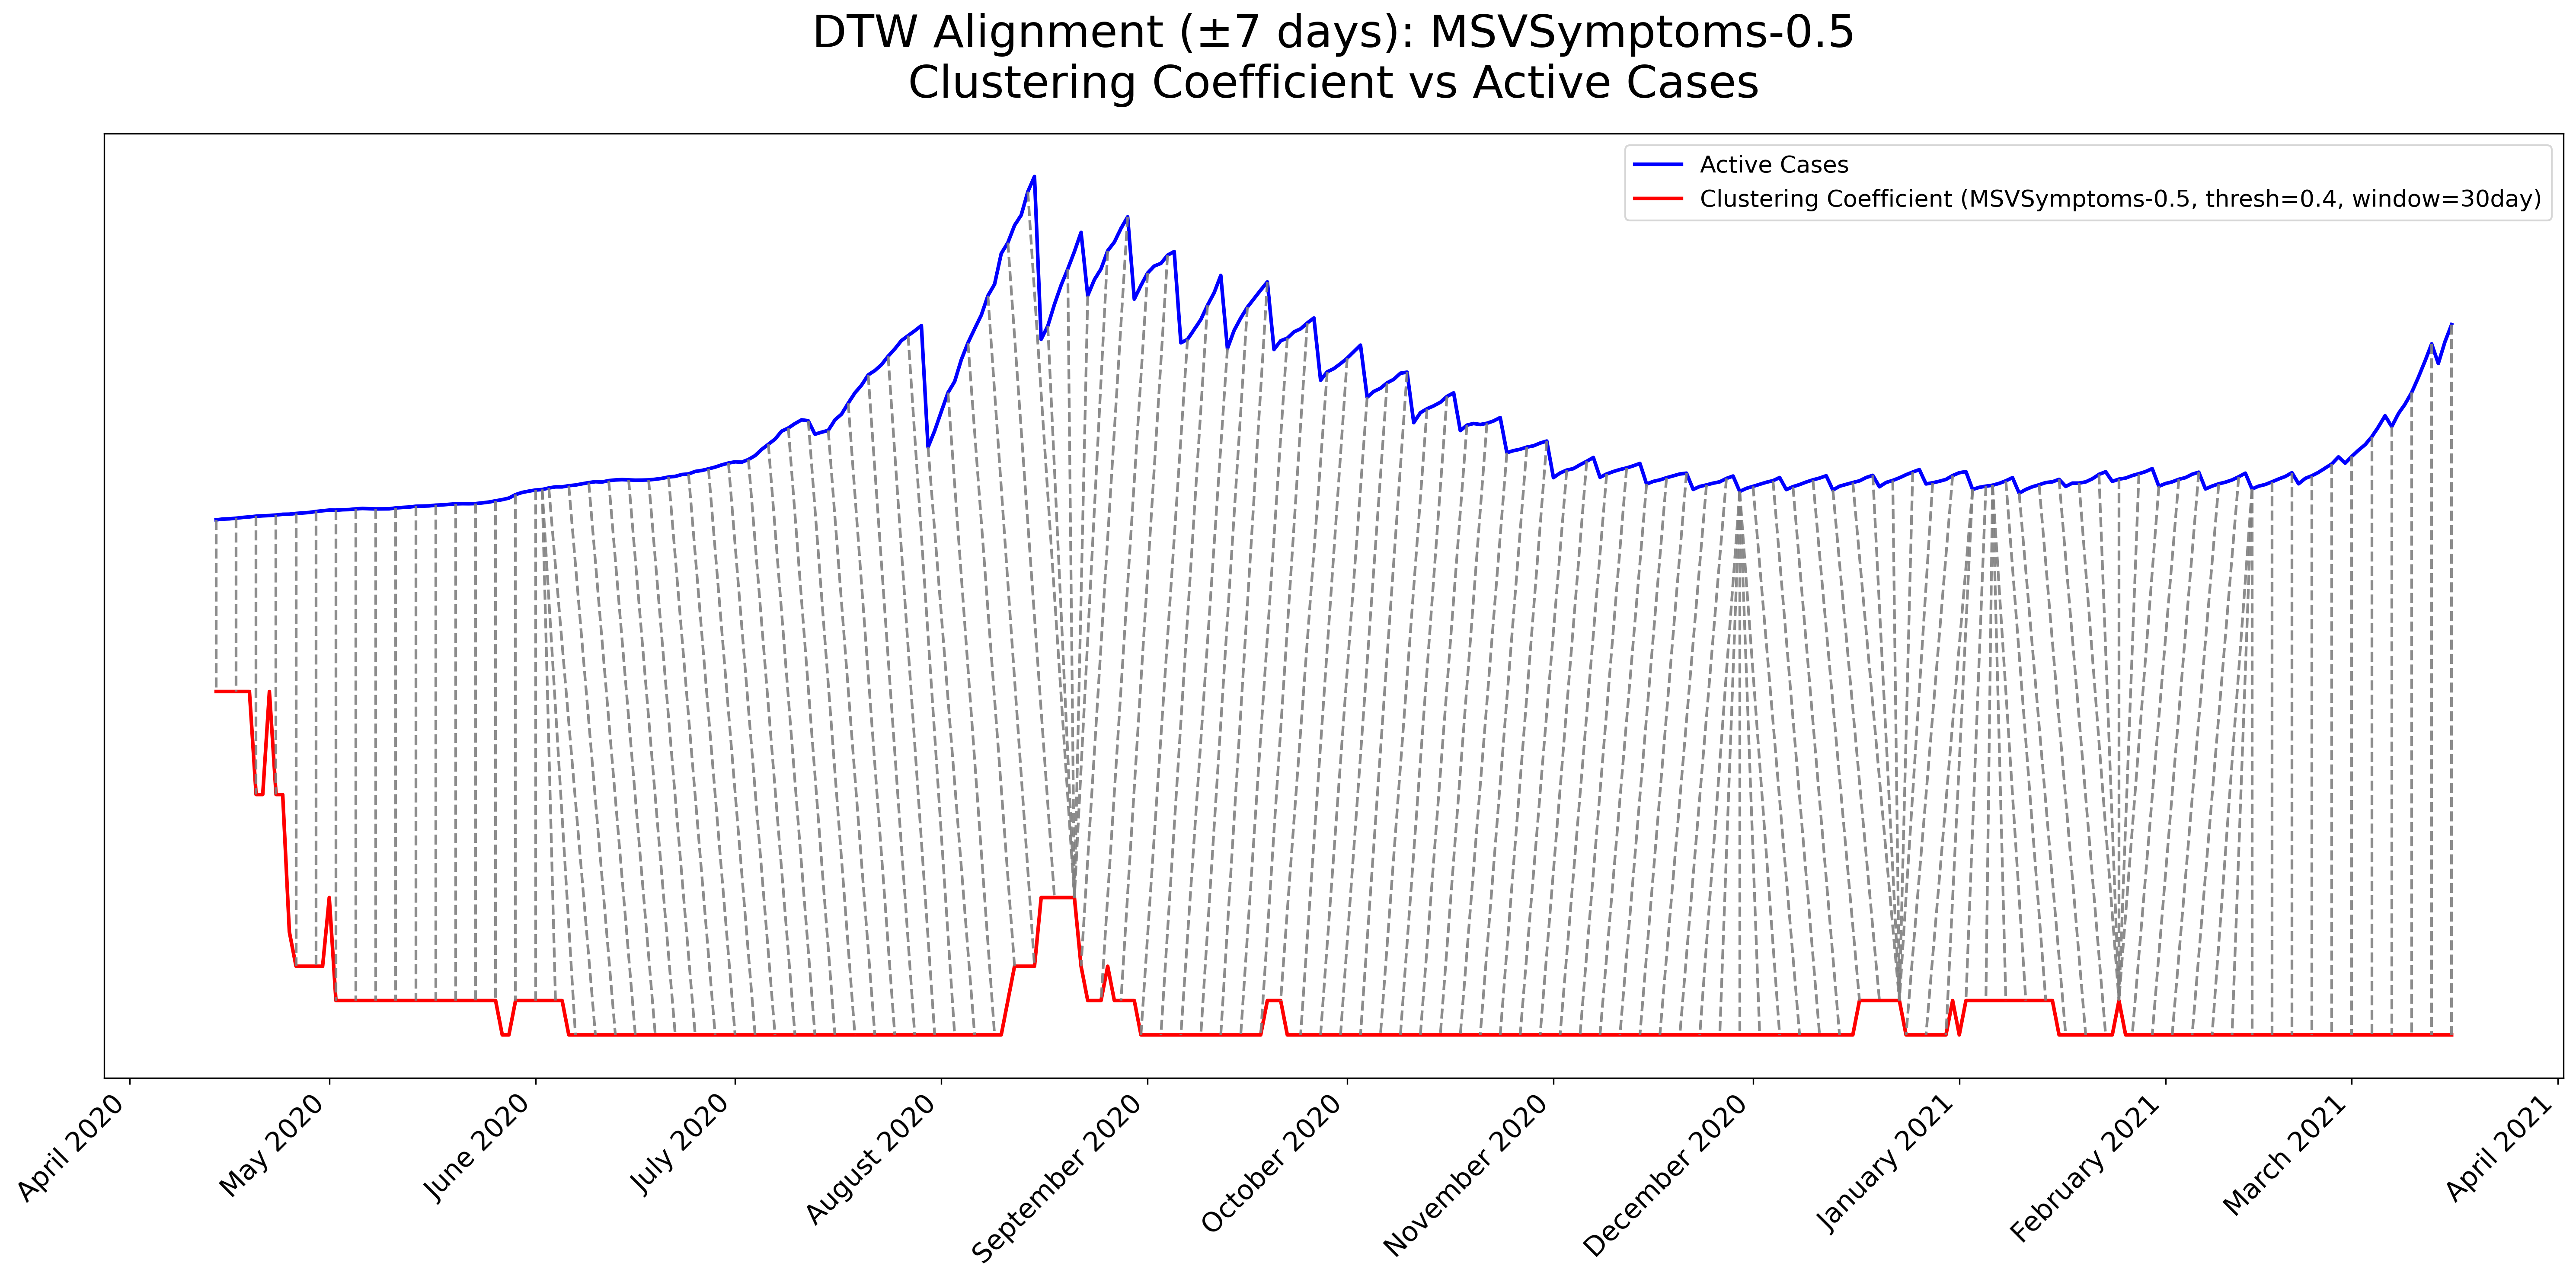 DTW Alignment (±7 days): MSVSymptoms-0.5
Clustering Coefficient vs Active Cases
Active Cases
Clustering Coefficient (MSVSymptoms-0.5, thresh=0.4, window=30day)
April 2020
May 2020
June 2020
July 2020
August 2020
September 2020
October 2020
November 2020
December 2020
January 2021
February 2021
March 2021
April 2021